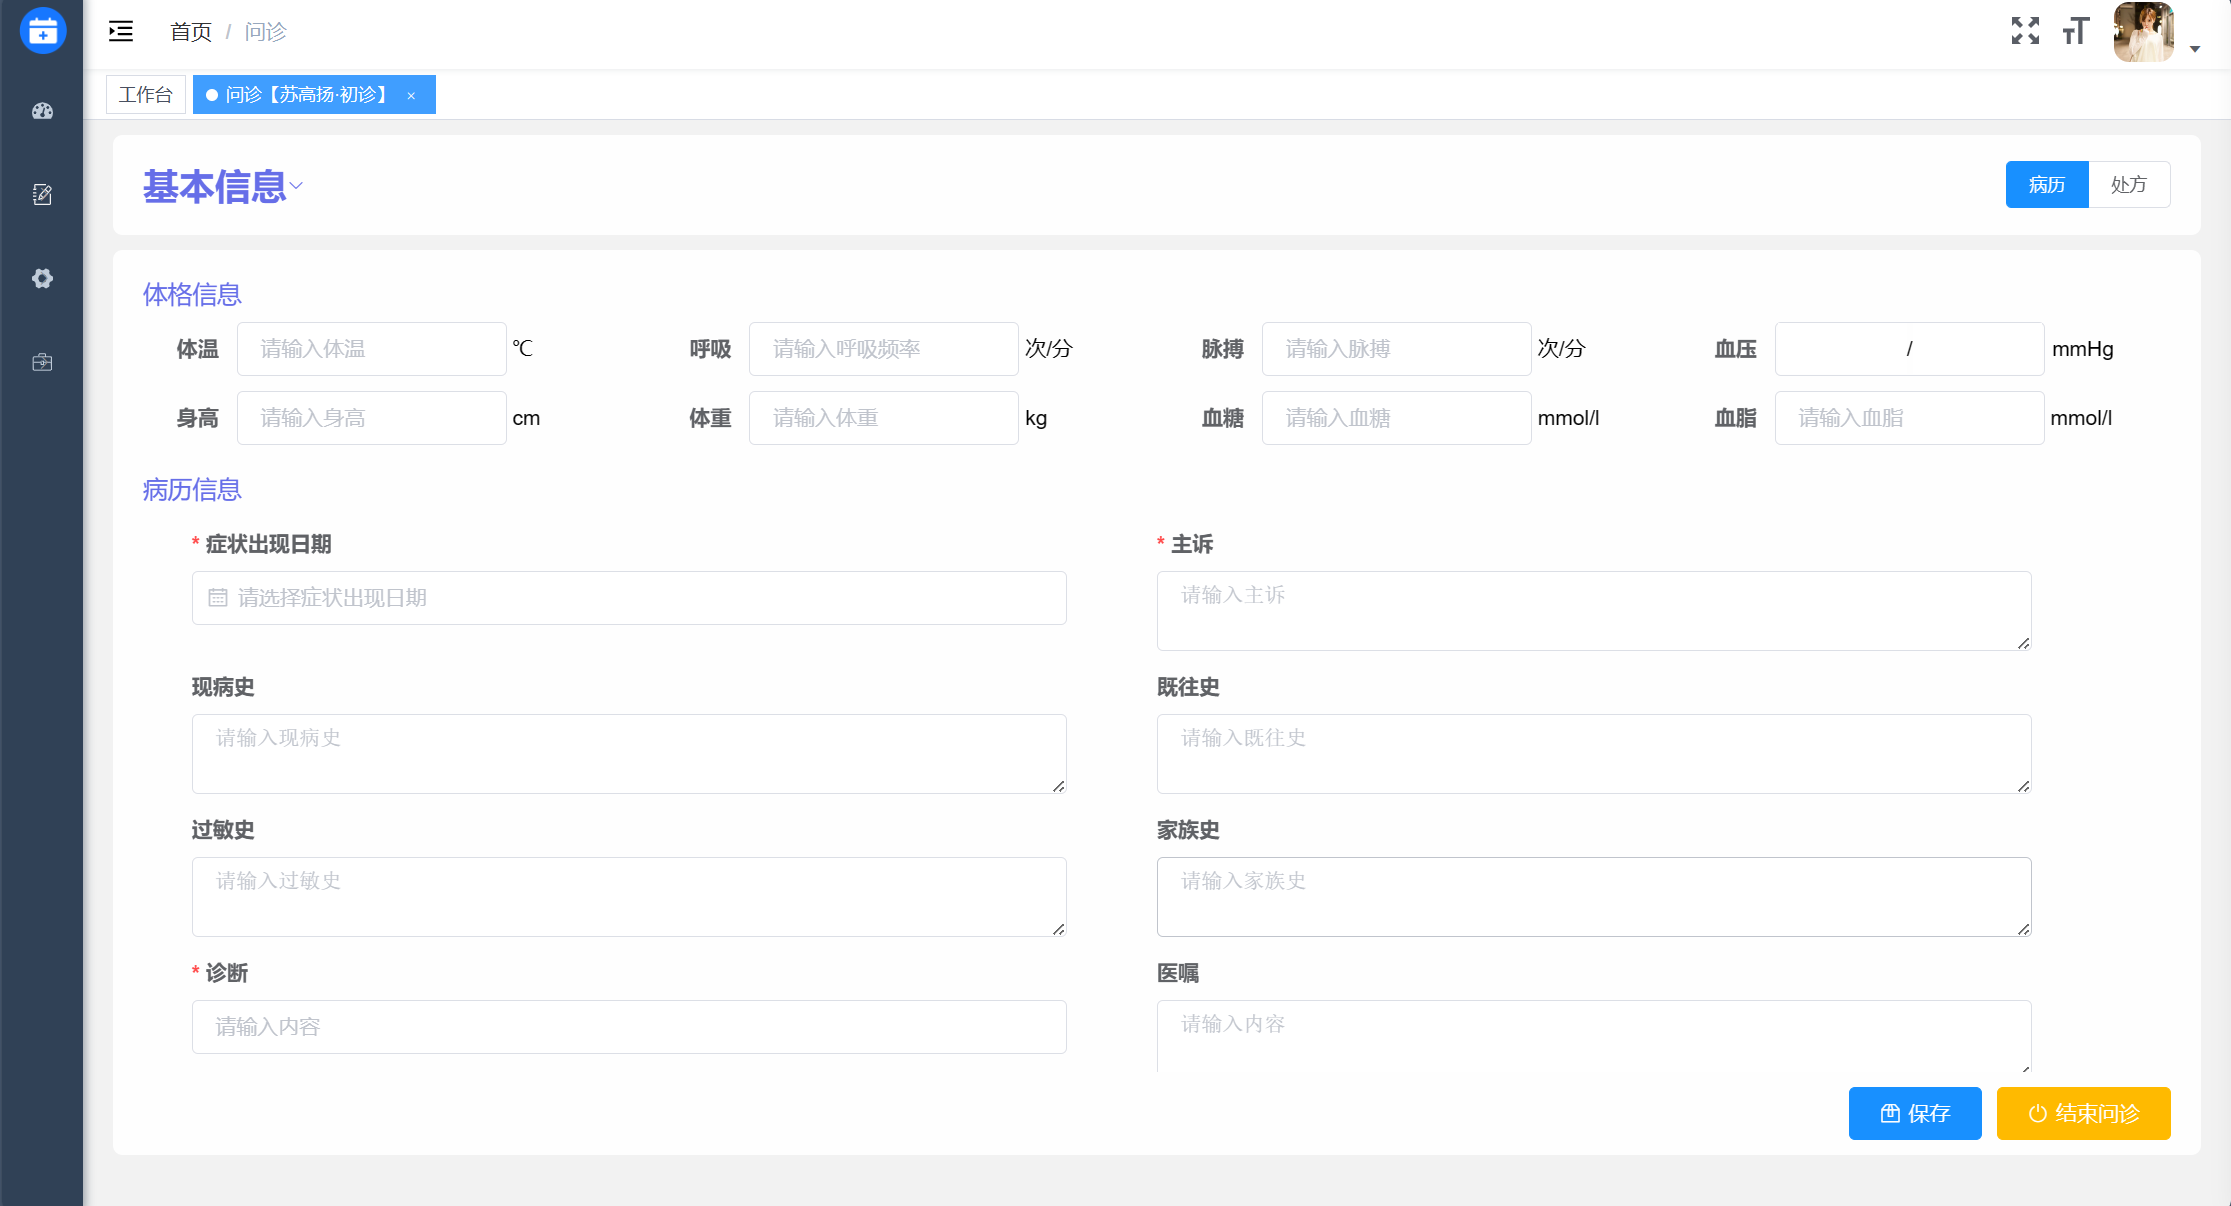 首页 / 问诊
工作台
问诊【苏高扬·初诊】 ×
基本信息
病历 处方
体格信息
体温 请输入体温 ℃ 呼吸 请输入呼吸频率 次/分 脉搏 请输入脉搏 次/分 血压 / mmHg
身高 请输入身高 cm 体重 请输入体重 kg 血糖 请输入血糖 mmol/l 血脂 请输入血脂 mmol/l
病历信息
* 症状出现日期 * 主诉
请选择症状出现日期 请输入主诉
现病史 既往史
请输入现病史 请输入既往史
过敏史 家族史
请输入过敏史 请输入家族史
* 诊断 医嘱
请输入内容 请输入内容
保存 结束问诊